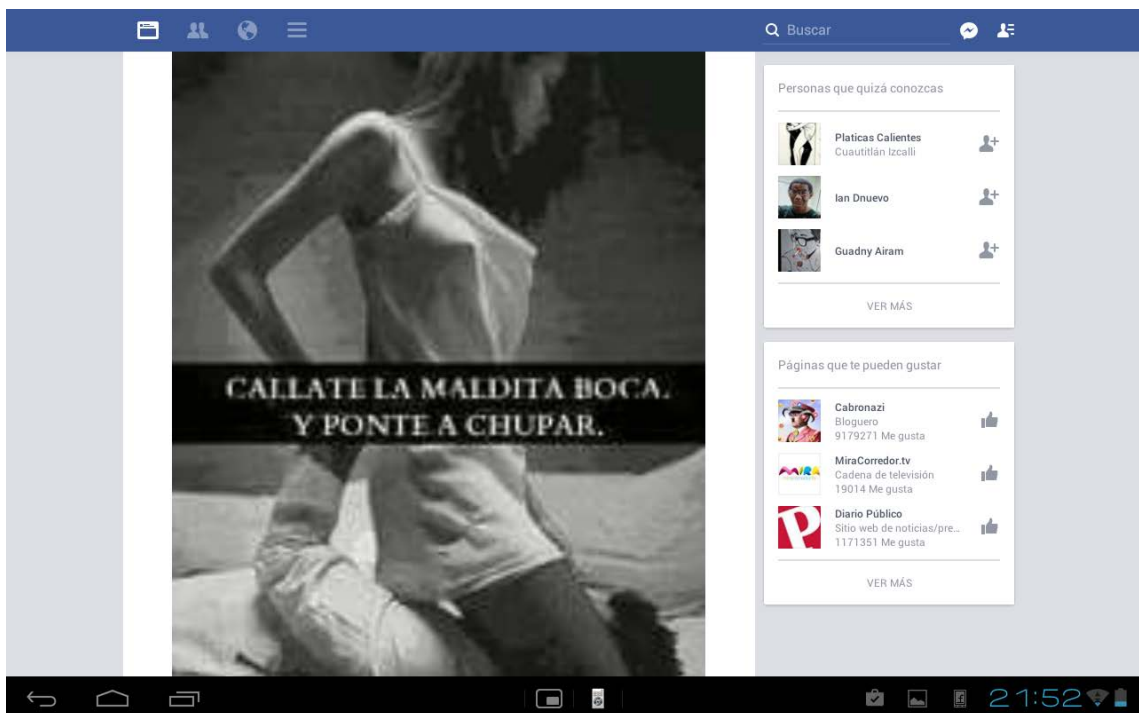 Buscar
CALLATE LA MALDITA BOCA.
Y PONTE A CHUPAR.
Personas que quizá conozcas
Platicas Calientes
Cuautitlán Izcalli
Ian Dnuevo
Guadny Airam
VER MÁS
Páginas que te pueden gustar
Cabronazi
Bloguero
9179271 Me gusta
MiraCorredor.tv
Cadena de televisión
19014 Me gusta
Diario Público
Sitio web de noticias/pre...
1171351 Me gusta
VER MÁS
21:52